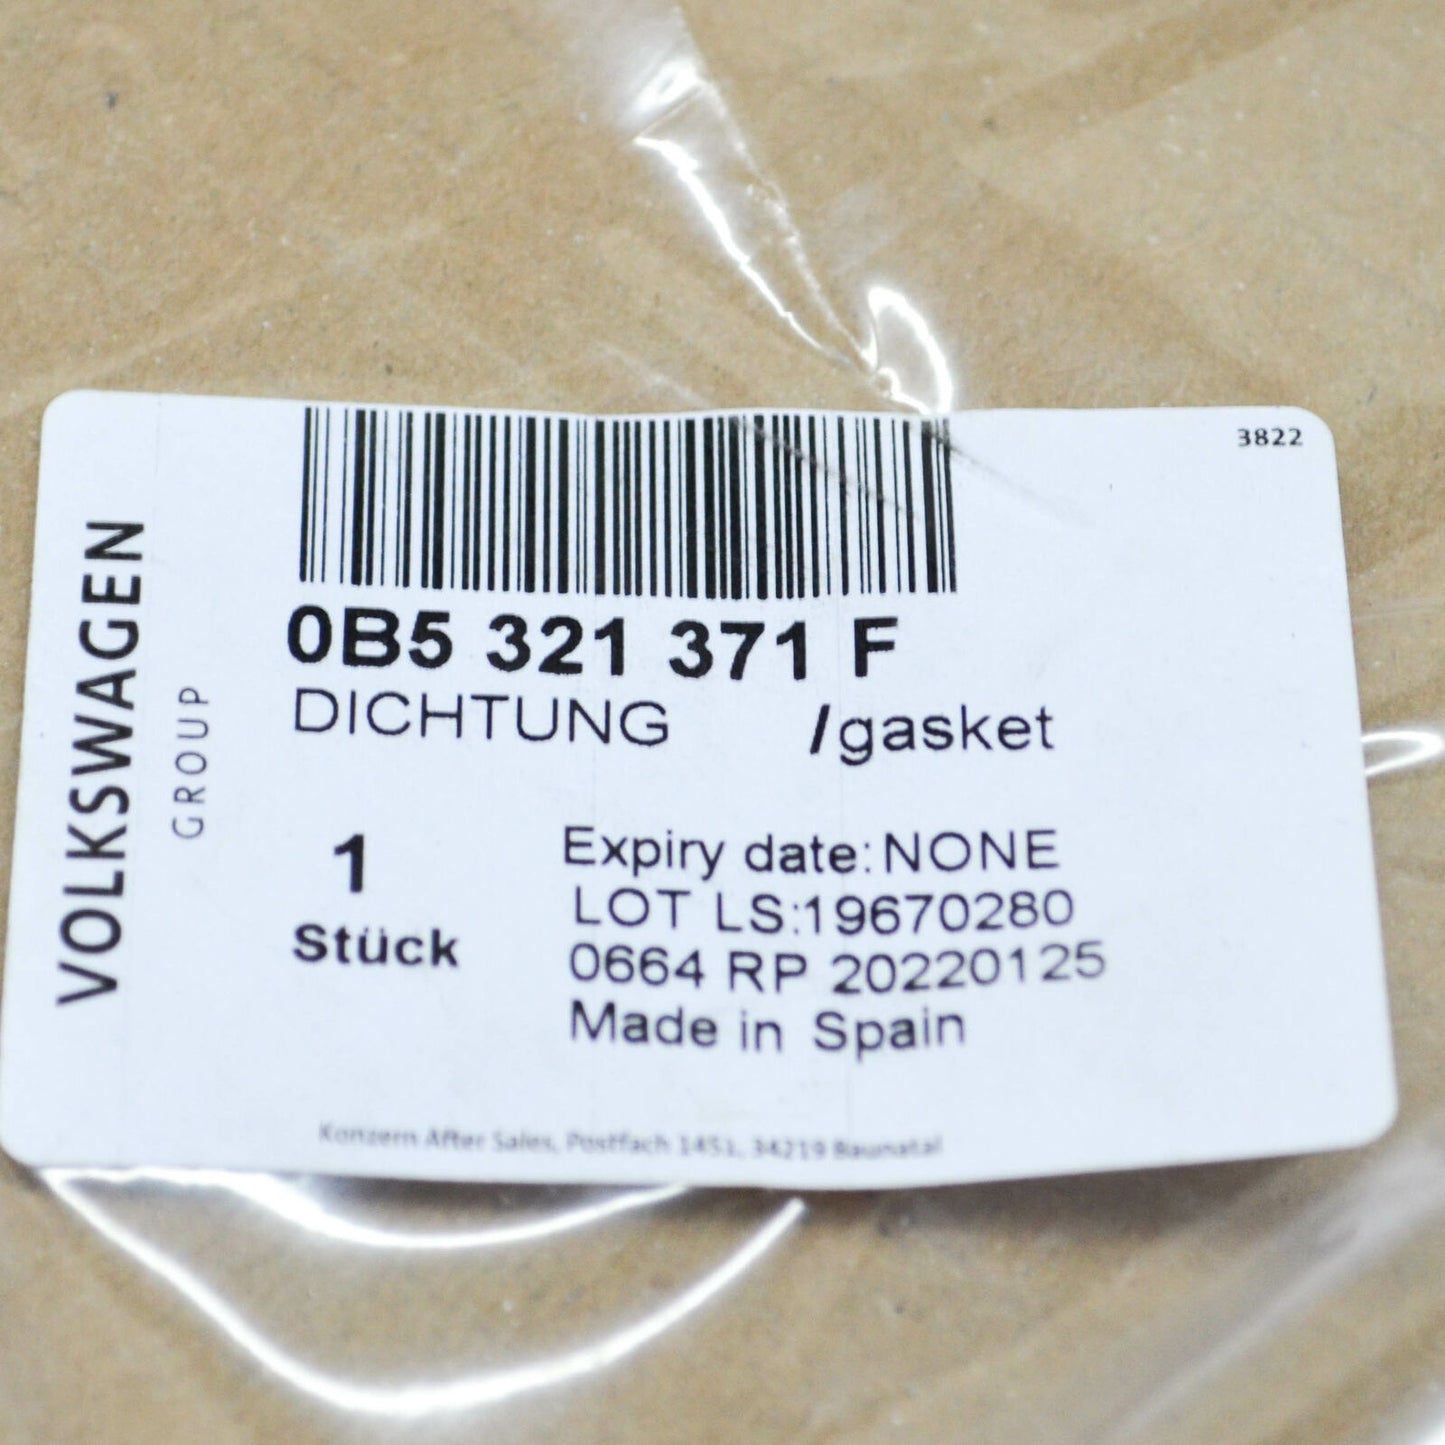 3822
VOLKSWAGEN
GROUP
0B5 321 371 F
DICHTUNG /gasket
1
Stück
Expiry date:NONE
LOT LS:19670280
0664 RP 20220125
Made in Spain
Konzern After Sales, Postfach 1451, 34219 Baunatal